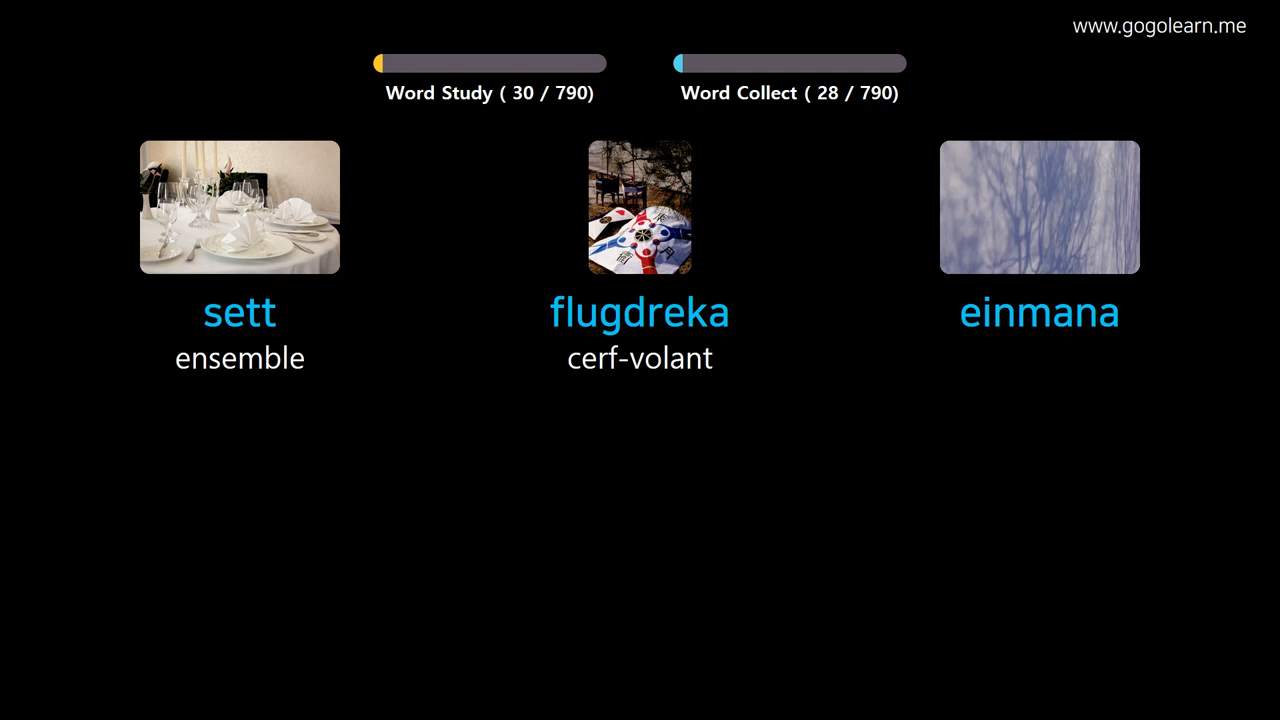 www.gogolearn.me
Word Study ( 30 / 790)
Word Collect ( 28 / 790)
sett
flugdreka
einmana
ensemble
cerf-volant